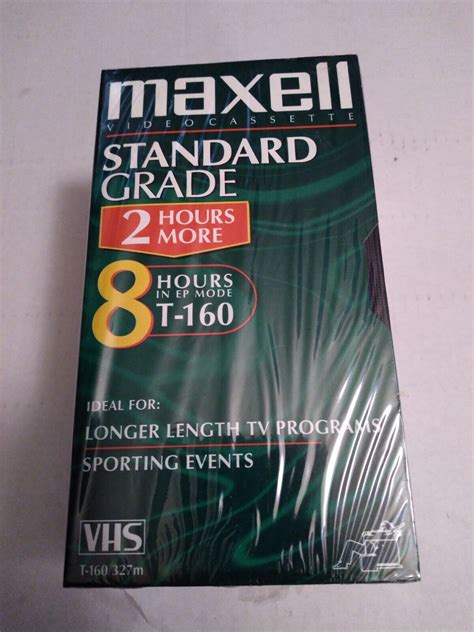 maxell
VIDEOCASSETTE
STANDARD
GRADE
2 HOURS
MORE
8 HOURS
IN EP MODE
T-160
IDEAL FOR:
LONGER LENGTH TV PROGRAMS
SPORTING EVENTS
VHS
T-160 327m